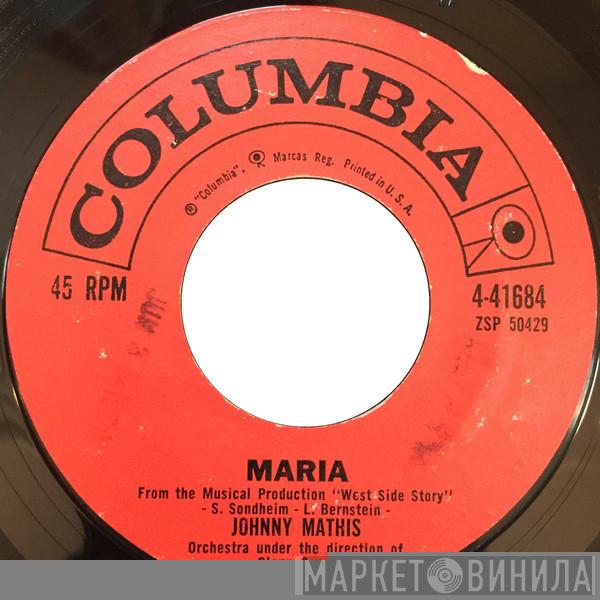 COLUMBIA
® "Columbia", Marcas Reg. Printed in U.S.A.
45 RPM
4-41684
ZSP 50429
MARIA
From the Musical Production "West Side Story"
- S. Sondheim - L. Bernstein -
JOHNNY MATHIS
Orchestra under the direction of
МАРКЕТ ВИНИЛА